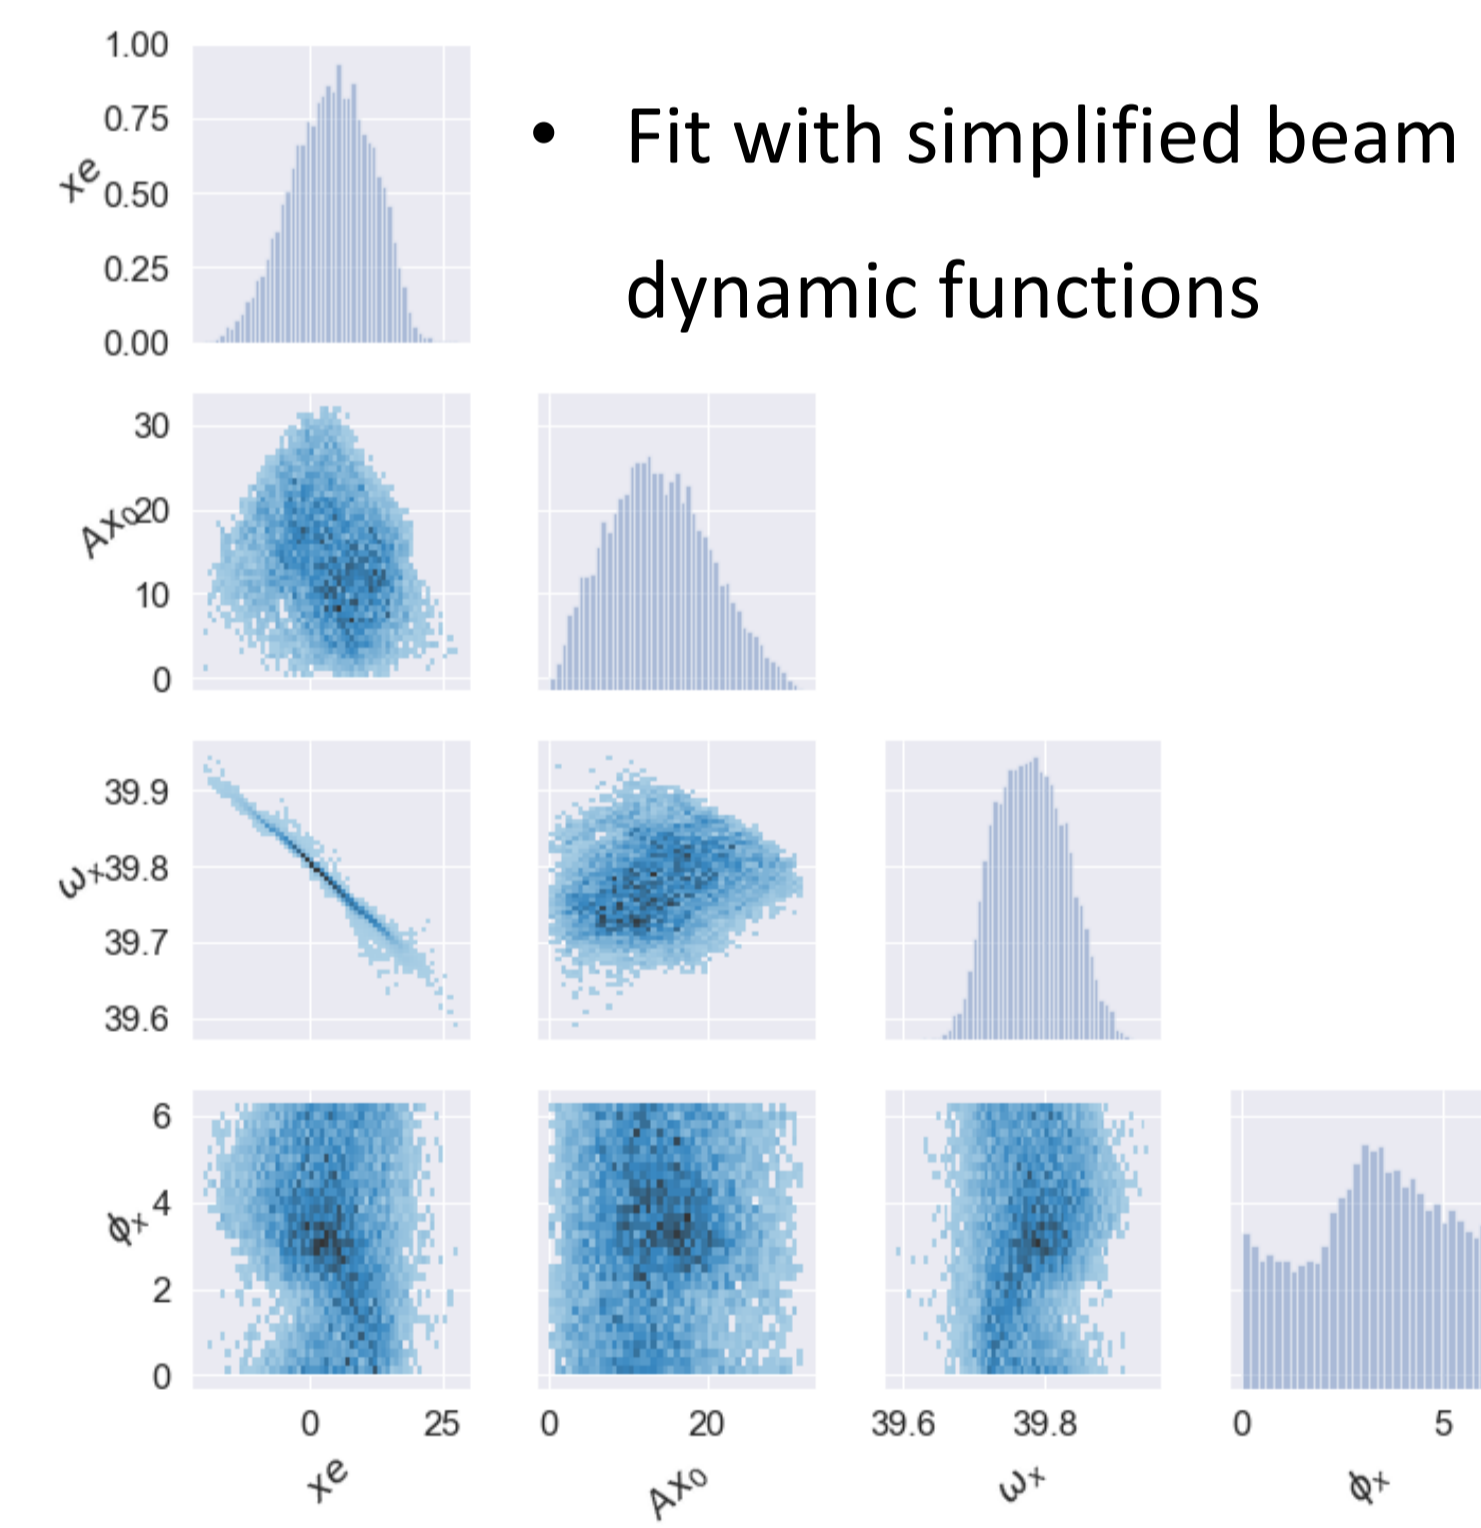 1.00
0.75
0.50
0.25
0.00
xe
• Fit with simplified beam
dynamic functions
30
20
10
0
Ax₀
39.9
39.8
39.7
39.6
ωₓ
6
4
2
0
ϕₓ
0 25
0 20
39.6 39.8
0 5
xe
Ax₀
ωₓ
ϕₓ